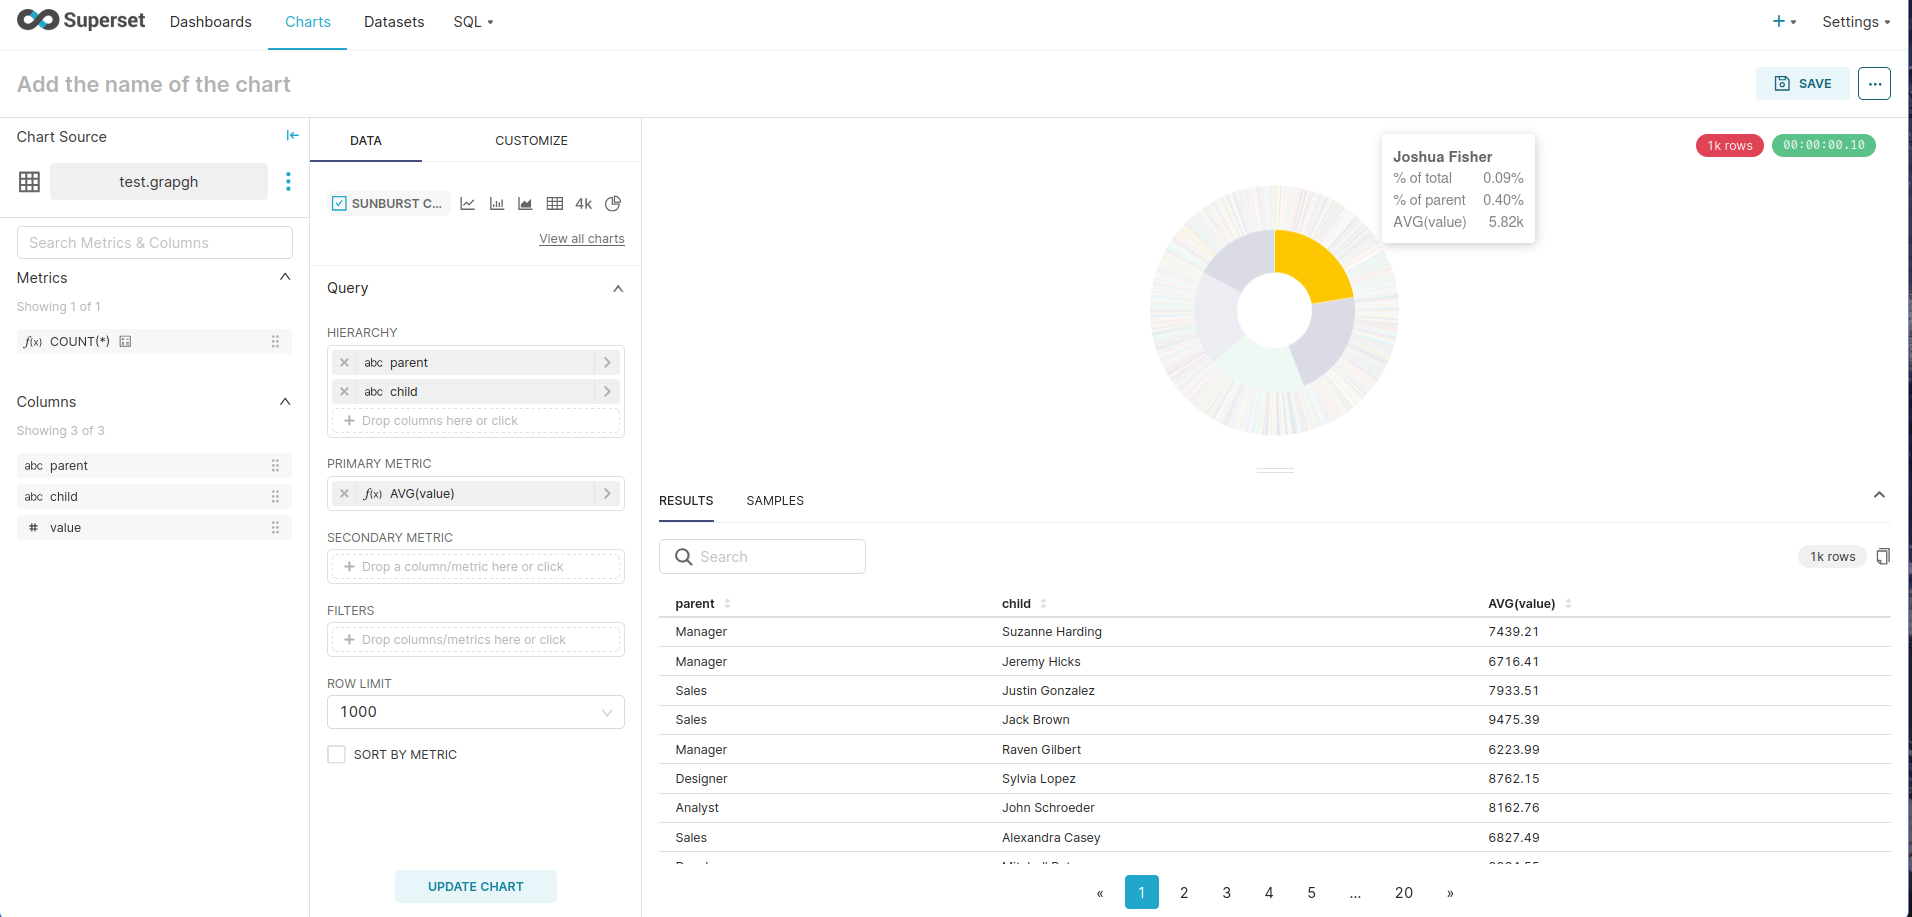 Superset Dashboards Charts Datasets SQL Settings
Add the name of the chart
SAVE
Chart Source
test.grapgh
Search Metrics & Columns
Metrics
Showing 1 of 1
f(x) COUNT(*)
Columns
Showing 3 of 3
abc parent
abc child
# value
DATA CUSTOMIZE
SUNBURST C... 4k
View all charts
Query
HIERARCHY
abc parent
abc child
+ Drop columns here or click
PRIMARY METRIC
f(x) AVG(value)
SECONDARY METRIC
+ Drop a column/metric here or click
FILTERS
+ Drop columns/metrics here or click
ROW LIMIT
1000
SORT BY METRIC
UPDATE CHART
Joshua Fisher
% of total 0.09%
% of parent 0.40%
AVG(value) 5.82k
1k rows 00:00:00.10
RESULTS SAMPLES
Search
1k rows
parent child AVG(value)
Manager Suzanne Harding 7439.21
Manager Jeremy Hicks 6716.41
Sales Justin Gonzalez 7933.51
Sales Jack Brown 9475.39
Manager Raven Gilbert 6223.99
Designer Sylvia Lopez 8762.15
Analyst John Schroeder 8162.76
Sales Alexandra Casey 6827.49
« 1 2 3 4 5 ... 20 »